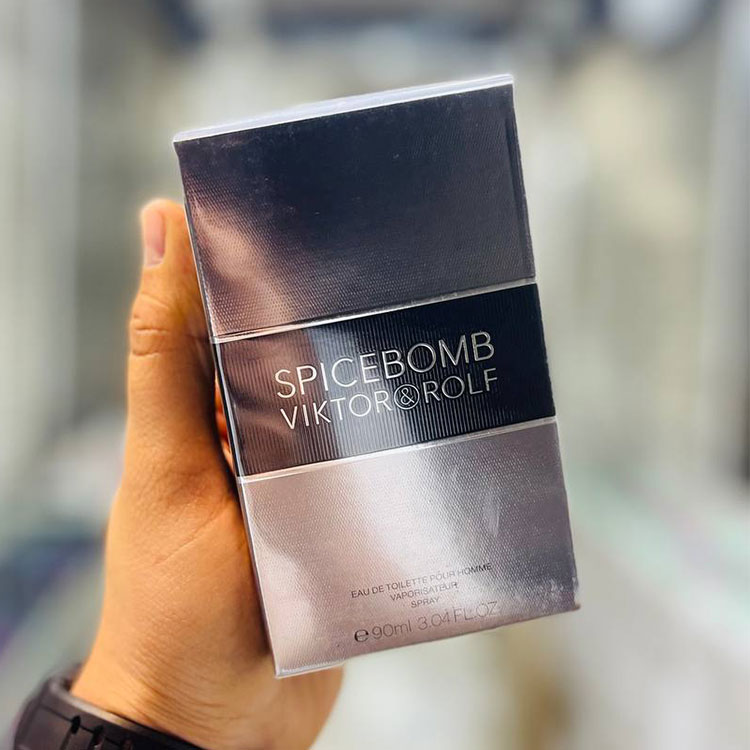 SPICEBOMB
VIKTOR&ROLF
EAU DE TOILETTE POUR HOMME
VAPORISATEUR
SPRAY
℮90ml 3.04 FL.OZ